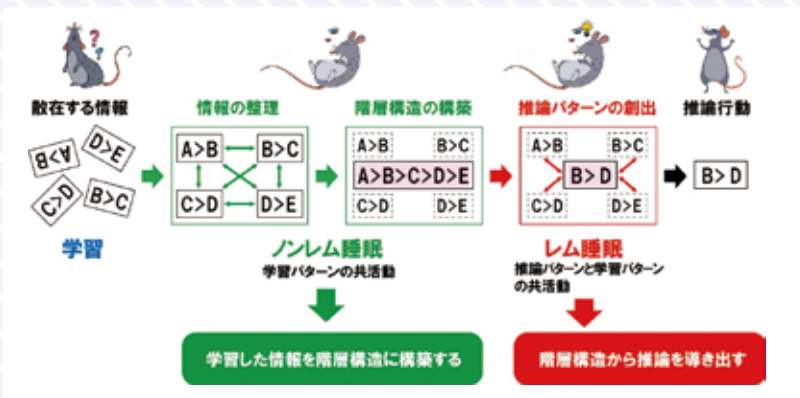 ? ?
散在する情報
情報の整理
階層構造の構築
推論パターンの創出
推論行動
A>B
D>E
C>D
B>C
A>B
B>C
C>D
D>E
A>B
B>C
A>B>C>D>E
C>D
D>E
A>B
B>C
B>D
C>D
D>E
B>D
学習
ノンレム睡眠
学習パターンの共活動
レム睡眠
推論パターンと学習パターン
の共活動
学習した情報を階層構造に構築する
階層構造から推論を導き出す